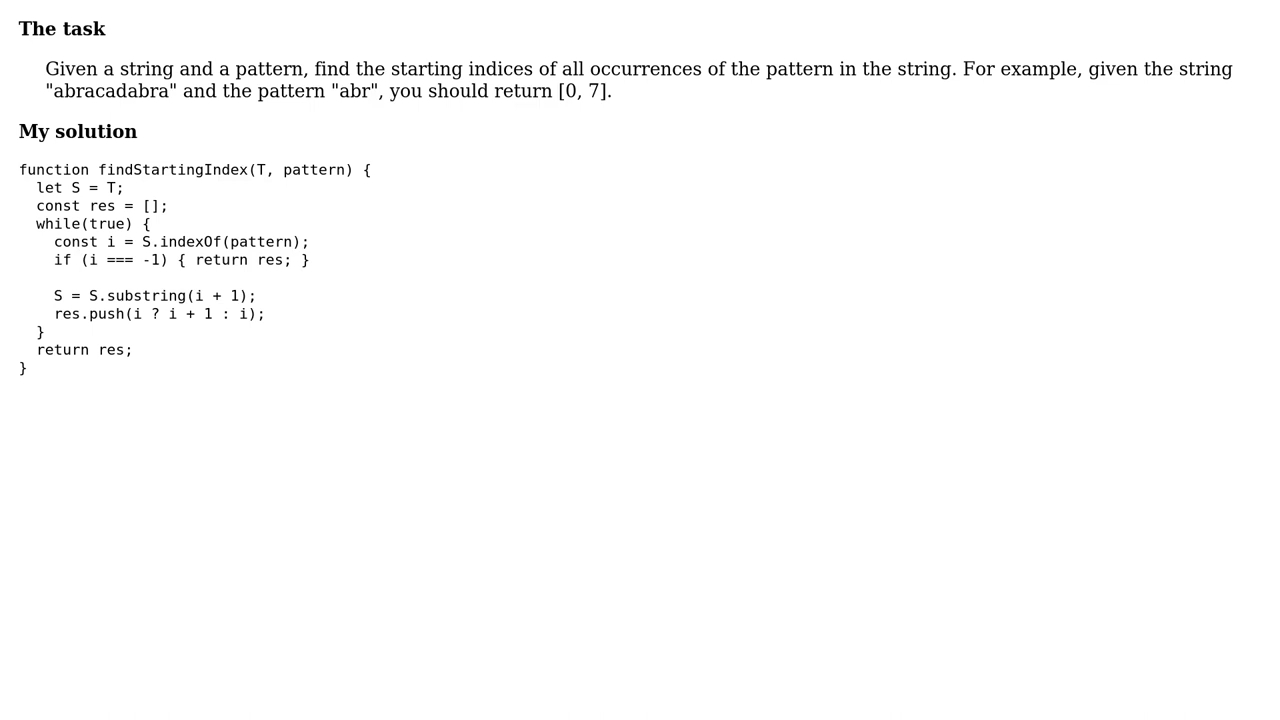 The task
Given a string and a pattern, find the starting indices of all occurrences of the pattern in the string. For example, given the string
"abracadabra" and the pattern "abr", you should return [0, 7].
My solution
function findStartingIndex(T, pattern) {
  let S = T;
  const res = [];
  while(true) {
    const i = S.indexOf(pattern);
    if (i === -1) { return res; }

    S = S.substring(i + 1);
    res.push(i ? i + 1 : i);
  }
  return res;
}